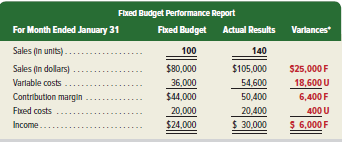 Fixed Budget Performance Report
For Month Ended January 31 Fixed Budget Actual Results Variances*
Sales (in units) . . . . . . . . . . . . . . . . . . 100 140
Sales (in dollars) . . . . . . . . . . . . . . . . . $80,000 $105,000 $25,000 F
Variable costs . . . . . . . . . . . . . . . . . . . 36,000 54,600 18,600 U
Contribution margin . . . . . . . . . . . . . . $44,000 50,400 6,400 F
Fixed costs . . . . . . . . . . . . . . . . . . . . . 20,000 20,400 400 U
Income . . . . . . . . . . . . . . . . . . . . . . . . $24,000 $ 30,000 $ 6,000 F